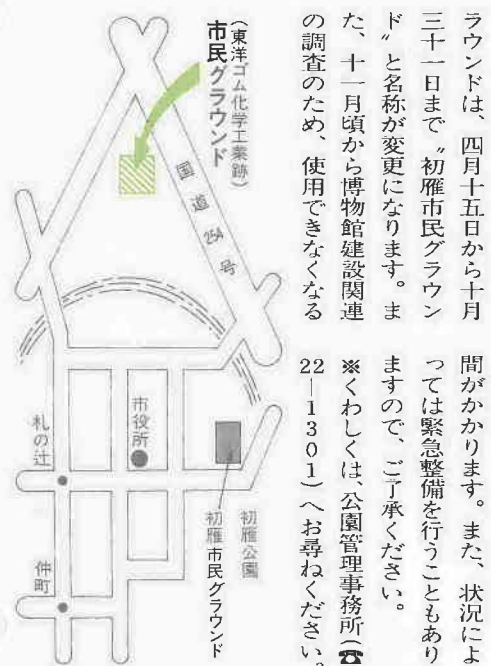 ラウンドは、四月十五日から十月
三十一日まで〝初雁市民グラウン
ド〟と名称が変更になります。ま
た、十一月頃から博物館建設関連
の調査のため、使用できなくなる
間がかかります。また、状況によ
っては緊急整備を行うこともあり
ますので、ご了承ください。
※くわしくは、公園管理事務所(☎
22―1301)へお尋ねください。
(東洋ゴム化学工業跡)
市民グラウンド
国道254号
市役所
札の辻
仲町
初雁公園
初雁市民グラウンド